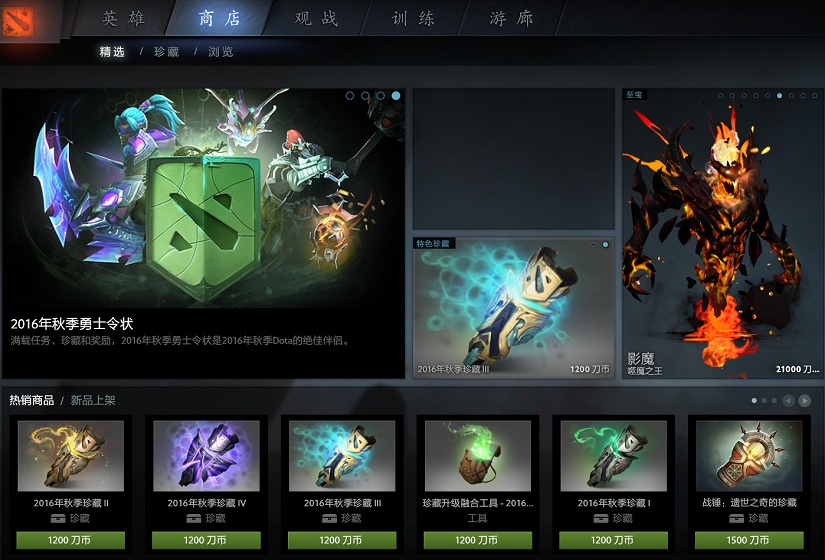 英雄
商店
观战
训练
游廊
精选 / 珍藏 / 浏览
2016年秋季勇士令状
满载任务、珍藏和奖励，2016年秋季勇士令状是2016年秋季Dota的绝佳伴侣。
特色珍藏
2016年秋季珍藏 III
1200 刀币
至宝
影魔
噬魔之王
21000 刀...
热销商品 / 新品上架
2016年秋季珍藏 II
珍藏
1200 刀币
2016年秋季珍藏 IV
珍藏
1200 刀币
2016年秋季珍藏 III
珍藏
1200 刀币
珍藏升级融合工具 - 2016...
工具
1200 刀币
2016年秋季珍藏 I
珍藏
1200 刀币
战锤：遗世之奇的珍藏
珍藏
1500 刀币